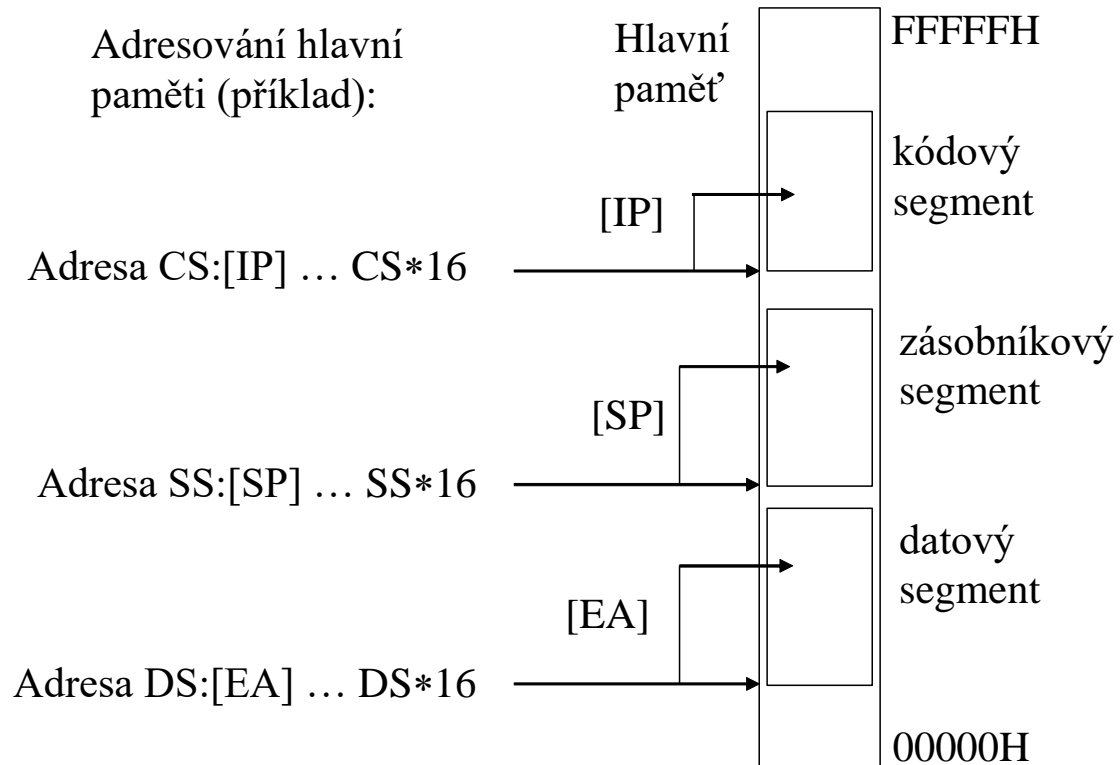 Adresování hlavní
paměti (příklad):
Hlavní
paměť
FFFFFH
kódový
segment
[IP]
Adresa CS:[IP] … CS*16
zásobníkový
segment
[SP]
Adresa SS:[SP] … SS*16
datový
segment
[EA]
Adresa DS:[EA] … DS*16
00000H